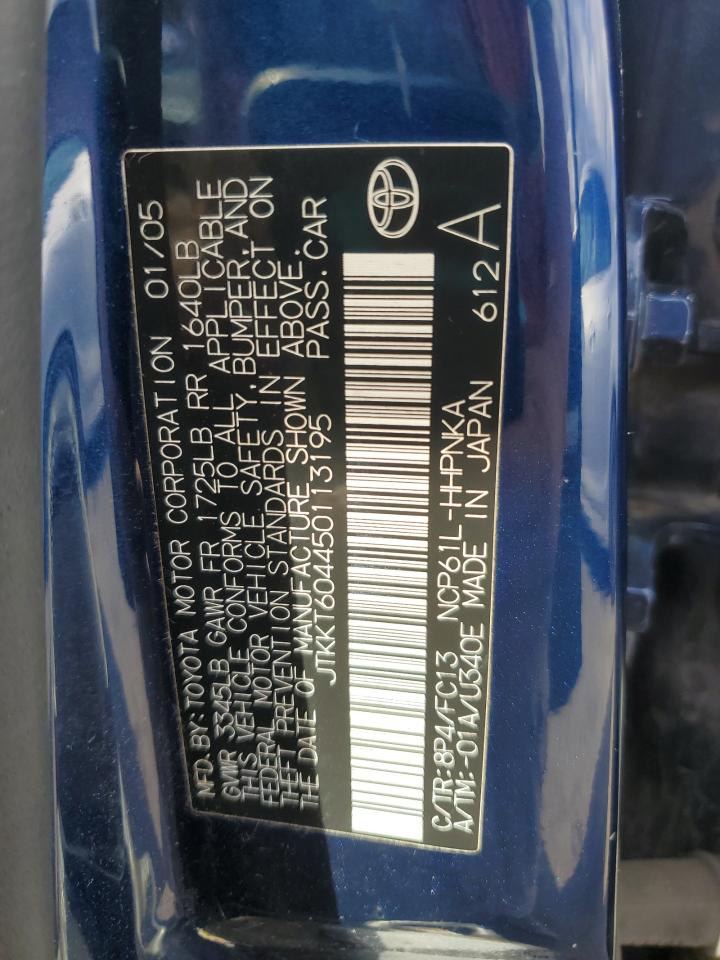 MFD. BY: TOYOTA MOTOR CORPORATION 01/05
GVWR 3345LB GAWR FR 1725LB RR 1640LB
THIS VEHICLE CONFORMS TO ALL APPLICABLE
FEDERAL MOTOR VEHICLE SAFETY, BUMPER, AND
THEFT PREVENTION STANDARDS IN EFFECT ON
THE DATE OF MANUFACTURE SHOWN ABOVE.
JTKKT604450113195 PASS. CAR
C/TR: 8P4/FC13 NCP61L-HHPNKA
A/TM: -01A/U340E MADE IN JAPAN 612 A